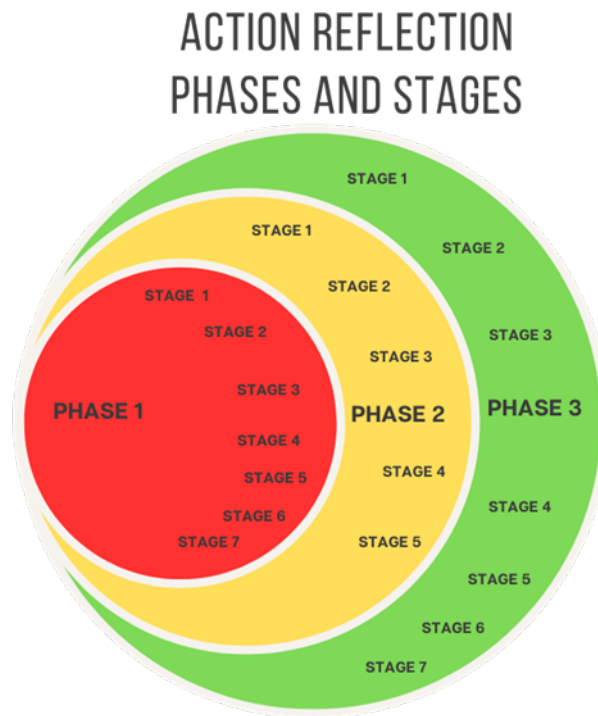 ACTION REFLECTION
PHASES AND STAGES
PHASE 1
STAGE 1
STAGE 2
STAGE 3
STAGE 4
STAGE 5
STAGE 6
STAGE 7
PHASE 2
STAGE 1
STAGE 2
STAGE 3
STAGE 4
STAGE 5
PHASE 3
STAGE 1
STAGE 2
STAGE 3
STAGE 4
STAGE 5
STAGE 6
STAGE 7